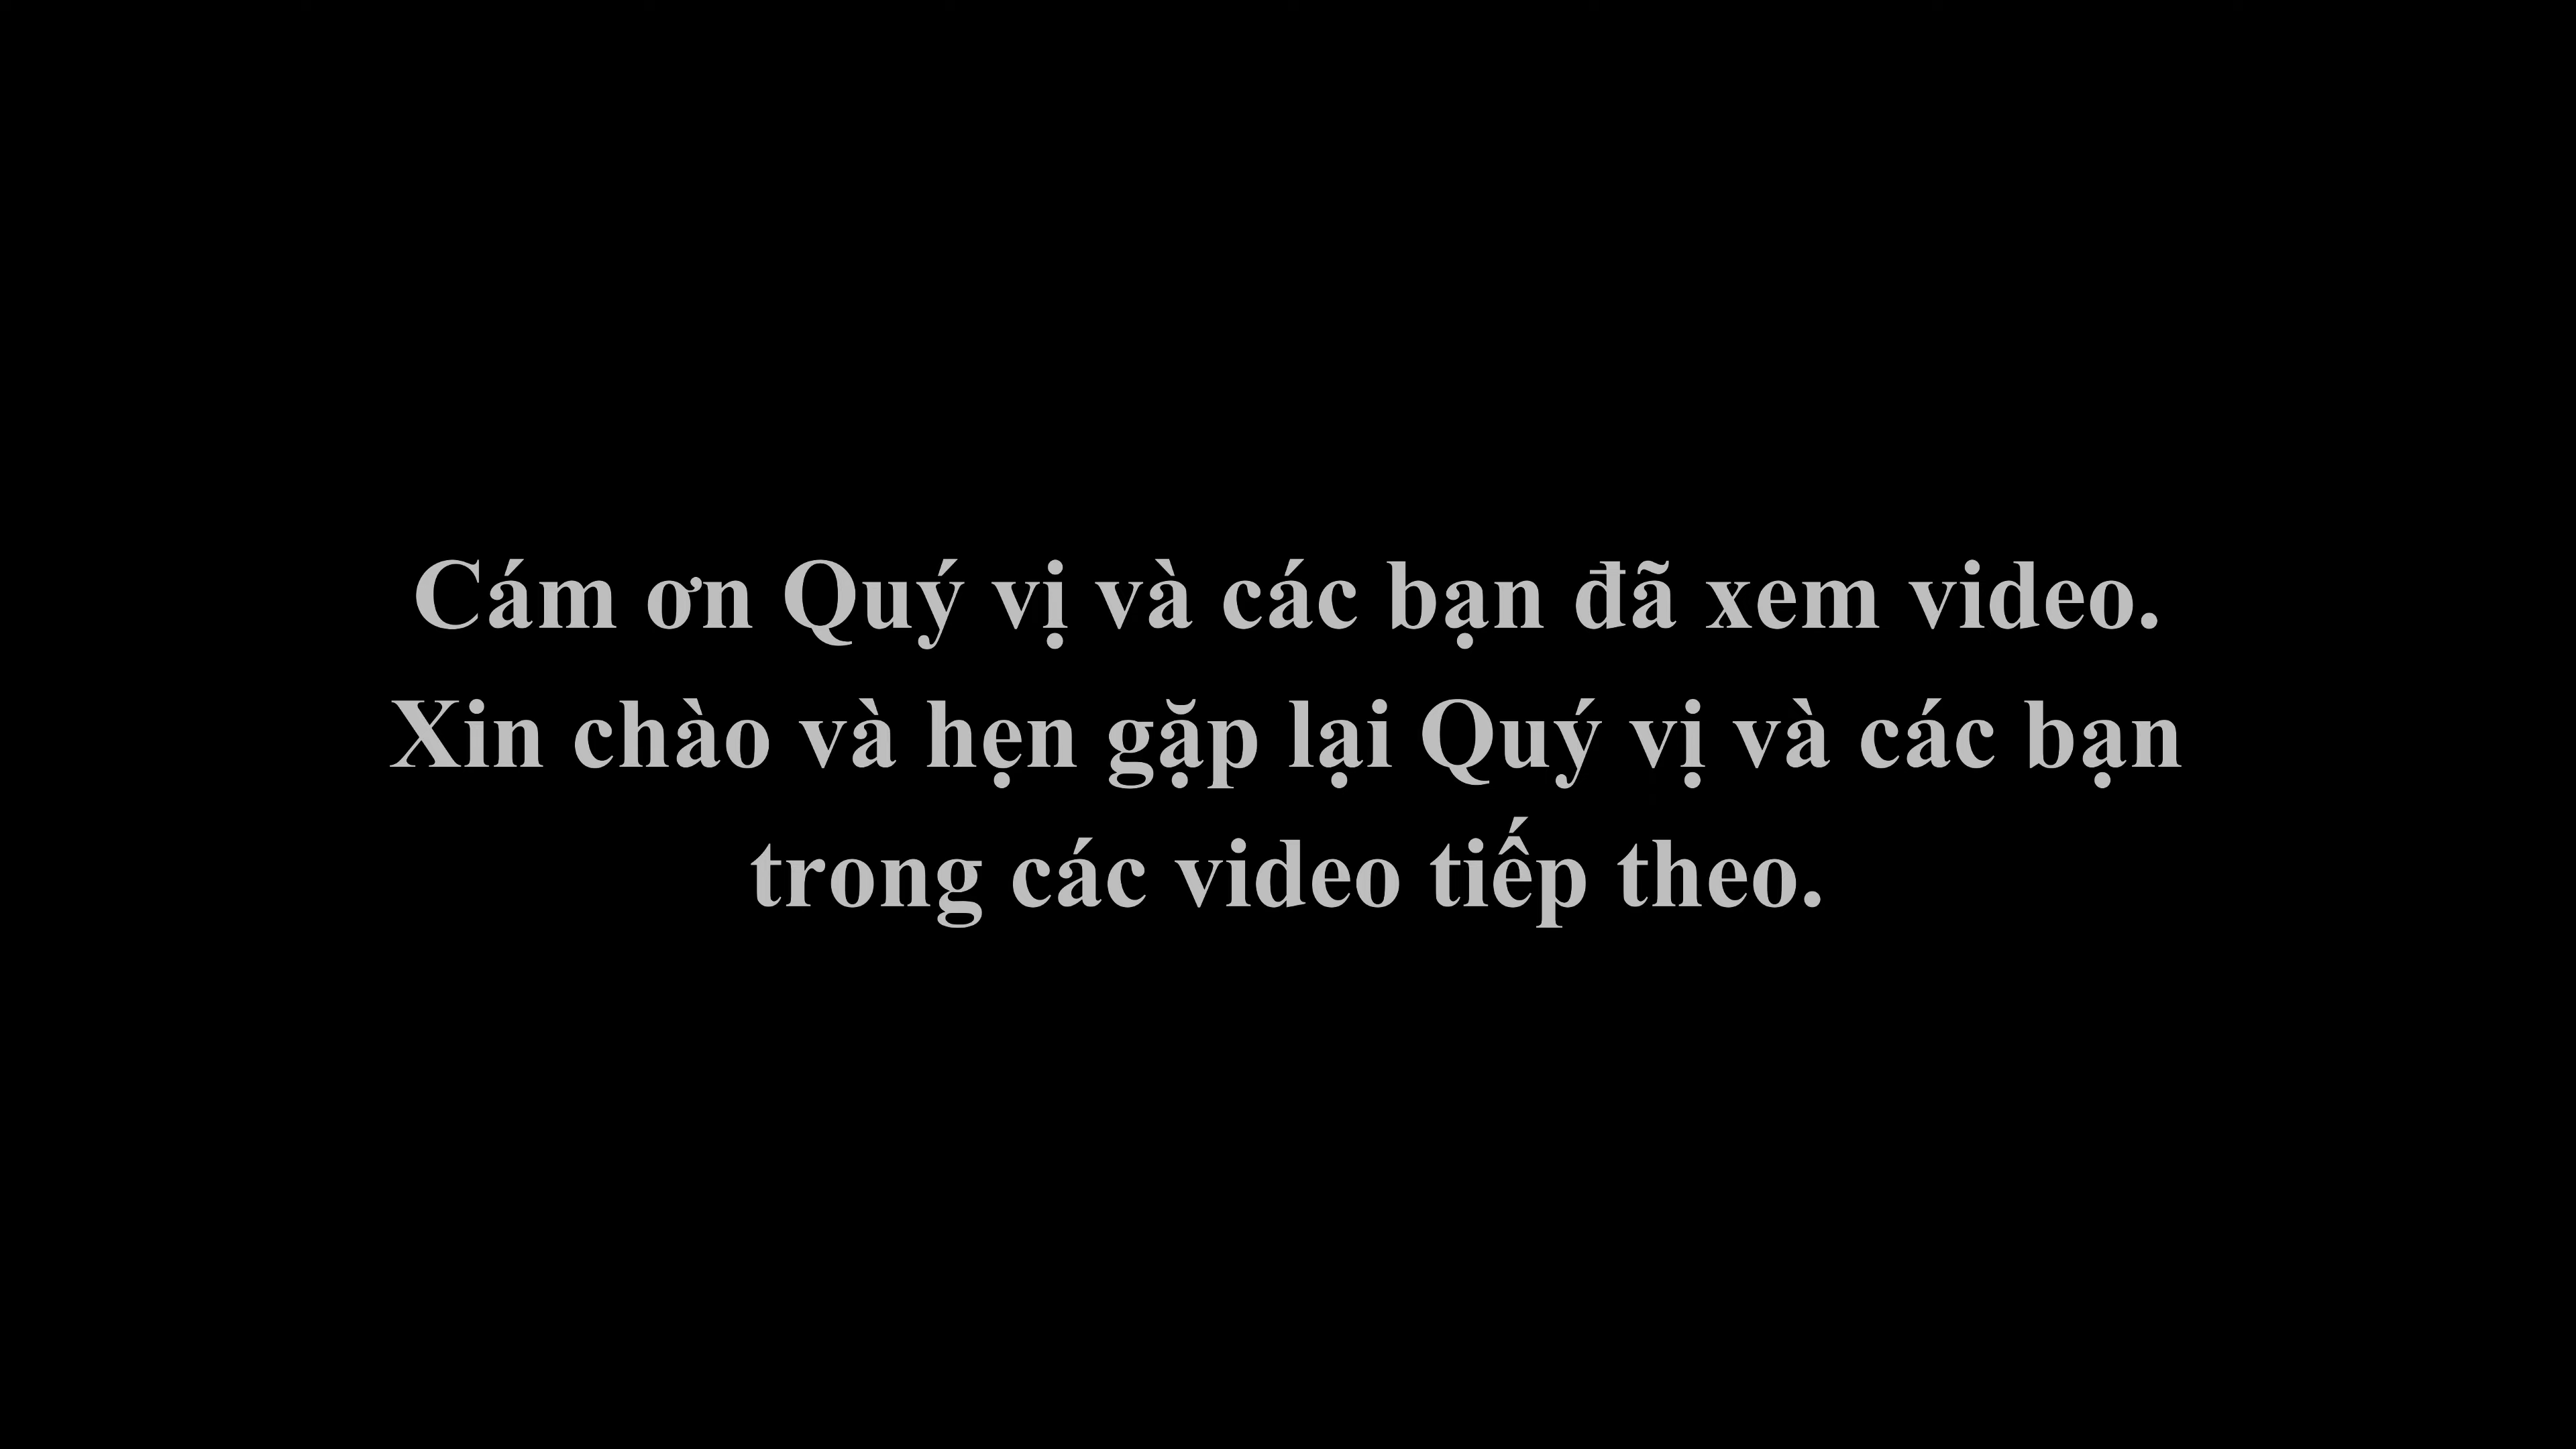 Cám ơn Quý vị và các bạn đã xem video.
Xin chào và hẹn gặp lại Quý vị và các bạn
trong các video tiếp theo.